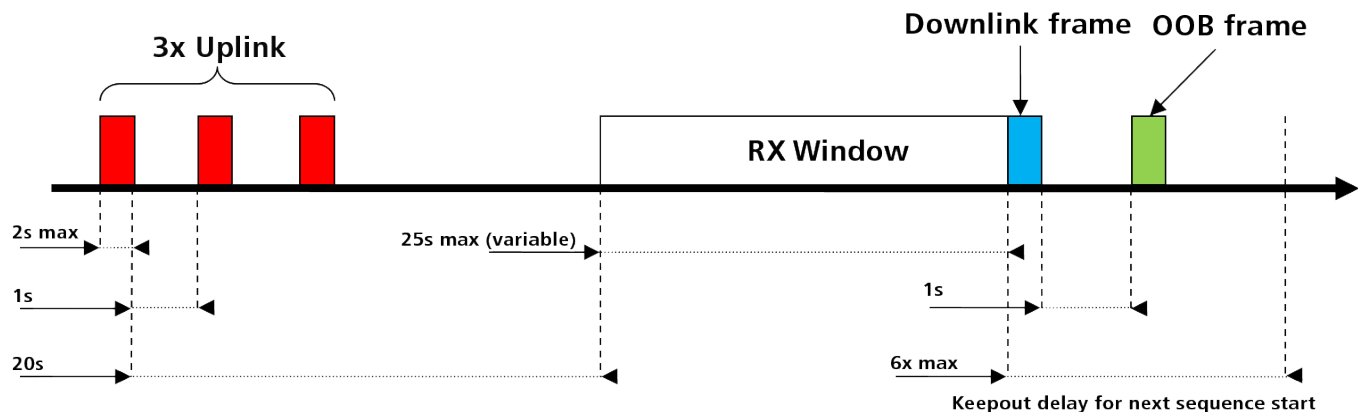 Downlink frame
OOB frame
3x Uplink
RX Window
2s max
25s max (variable)
1s
1s
20s
6x max
Keepout delay for next sequence start